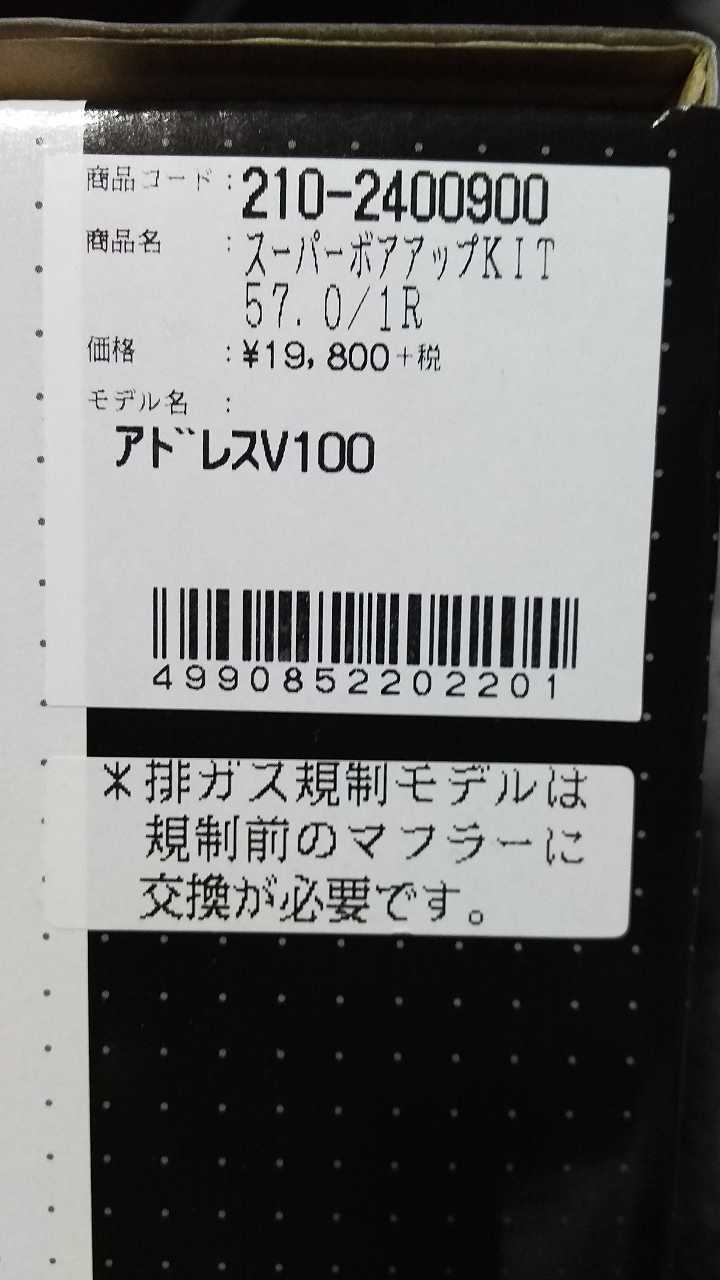 商品コード : 210-2400900
商品名 : スーパーボアアップKIT
57.0/1R
価格 : ¥19,800+税
モデル名 :
アドレスV100
4990852202201
*排ガス規制モデルは
規制前のマフラーに
交換が必要です。